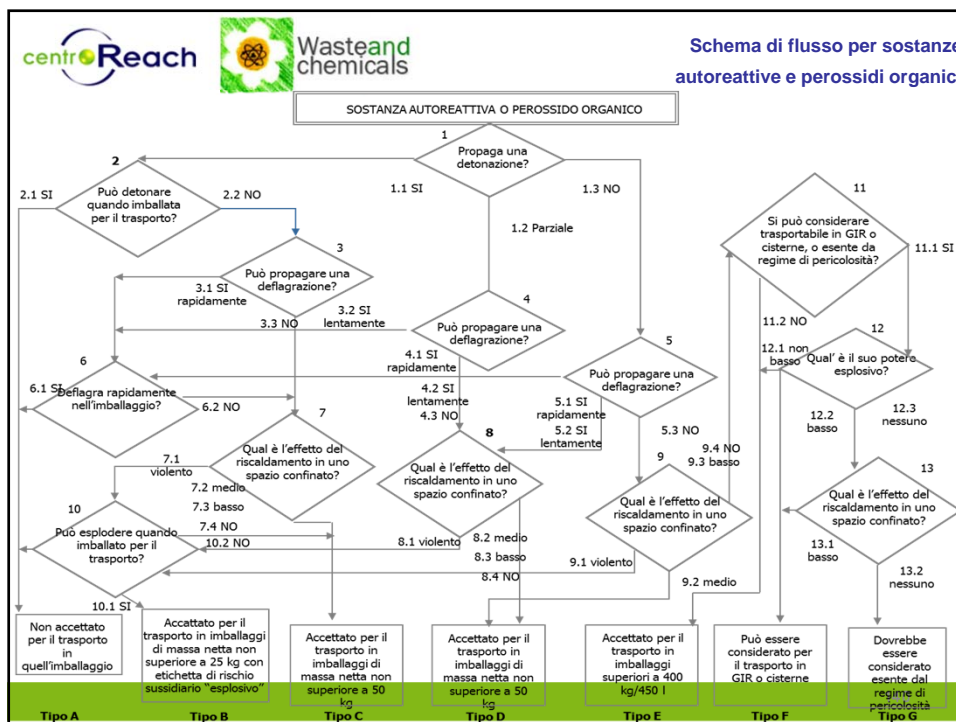 centroReach
Wasteand
chemicals
Schema di flusso per sostanze
autoreattive e perossidi organic
SOSTANZA AUTOREATTIVA O PEROSSIDO ORGANICO
1
Propaga una
detonazione?
1.1 SI
1.2 Parziale
1.3 NO
2
Può detonare
quando imballata
per il trasporto?
2.1 SI
2.2 NO
3
Può propagare una
deflagrazione?
3.1 SI
rapidamente
3.2 SI
lentamente
3.3 NO
4
Può propagare una
deflagrazione?
4.1 SI
rapidamente
4.2 SI
lentamente
4.3 NO
5
Può propagare una
deflagrazione?
5.1 SI
rapidamente
5.2 SI
lentamente
5.3 NO
6
Deflagra rapidamente
nell'imballaggio?
6.1 SI
6.2 NO
7
Qual è l'effetto del
riscaldamento in uno
spazio confinato?
7.1
violento
7.2 medio
7.3 basso
7.4 NO
8
Qual è l'effetto del
riscaldamento in uno
spazio confinato?
8.1 violento
8.2 medio
8.3 basso
8.4 NO
9
Qual è l'effetto del
riscaldamento in uno
spazio confinato?
9.1 violento
9.2 medio
9.4 NO
9.3 basso
10
Può esplodere quando
imballato per il
trasporto?
10.2 NO
10.1 SI
11
Si può considerare
trasportabile in GIR o
cisterne, o esente da
regime di pericolosità?
11.1 SI
11.2 NO
12
Qual' è il suo potere
esplosivo?
12.1 non
basso
12.2
basso
12.3
nessuno
13
Qual è l'effetto del
riscaldamento in uno
spazio confinato?
13.1
basso
13.2
nessuno
Non accettato
per il trasporto
in
quell'imballaggio
Accattato per il
trasporto in imballaggi
di massa netta non
superiore a 25 kg con
etichetta di rischio
sussidiario "esplosivo"
Accettato per il
trasporto in
imballaggi di
massa netta non
superiore a 50
kg
Accettato per il
trasporto in
imballaggi di
massa netta non
superiore a 50
kg
Accettato per il
trasporto in
imballaggi
superiori a 400
kg/450 l
Può essere
considerato per
il trasporto in
GIR o cisterne
Dovrebbe
essere
considerato
esente dal
regime di
pericolosità
Tipo A
Tipo B
Tipo C
Tipo D
Tipo E
Tipo F
Tipo G